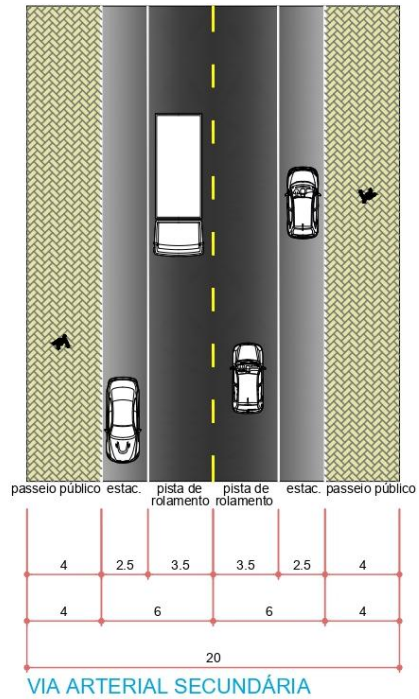 passeio público estac. pista de rolamento pista de rolamento estac. passeio público
4 2.5 3.5 3.5 2.5 4
4 6 6 4
20
VIA ARTERIAL SECUNDÁRIA